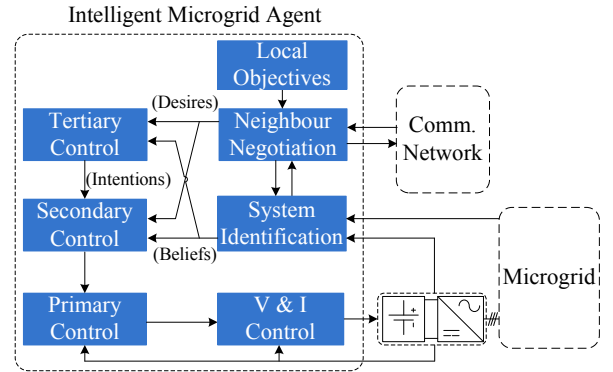 Intelligent Microgrid Agent
Local
Objectives
(Desires)
Tertiary
Control
Neighbour
Negotiation
Comm.
Network
(Intentions)
Secondary
Control
System
Identification
(Beliefs)
Microgrid
Primary
Control
V & I
Control